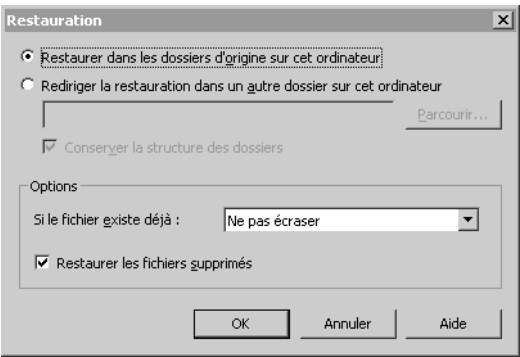 Restauration
Restaurer dans les dossiers d'origine sur cet ordinateur
Rediriger la restauration dans un autre dossier sur cet ordinateur
Parcourir...
Conserver la structure des dossiers
Options
Si le fichier existe déjà :
Ne pas écraser
Restaurer les fichiers supprimés
OK
Annuler
Aide